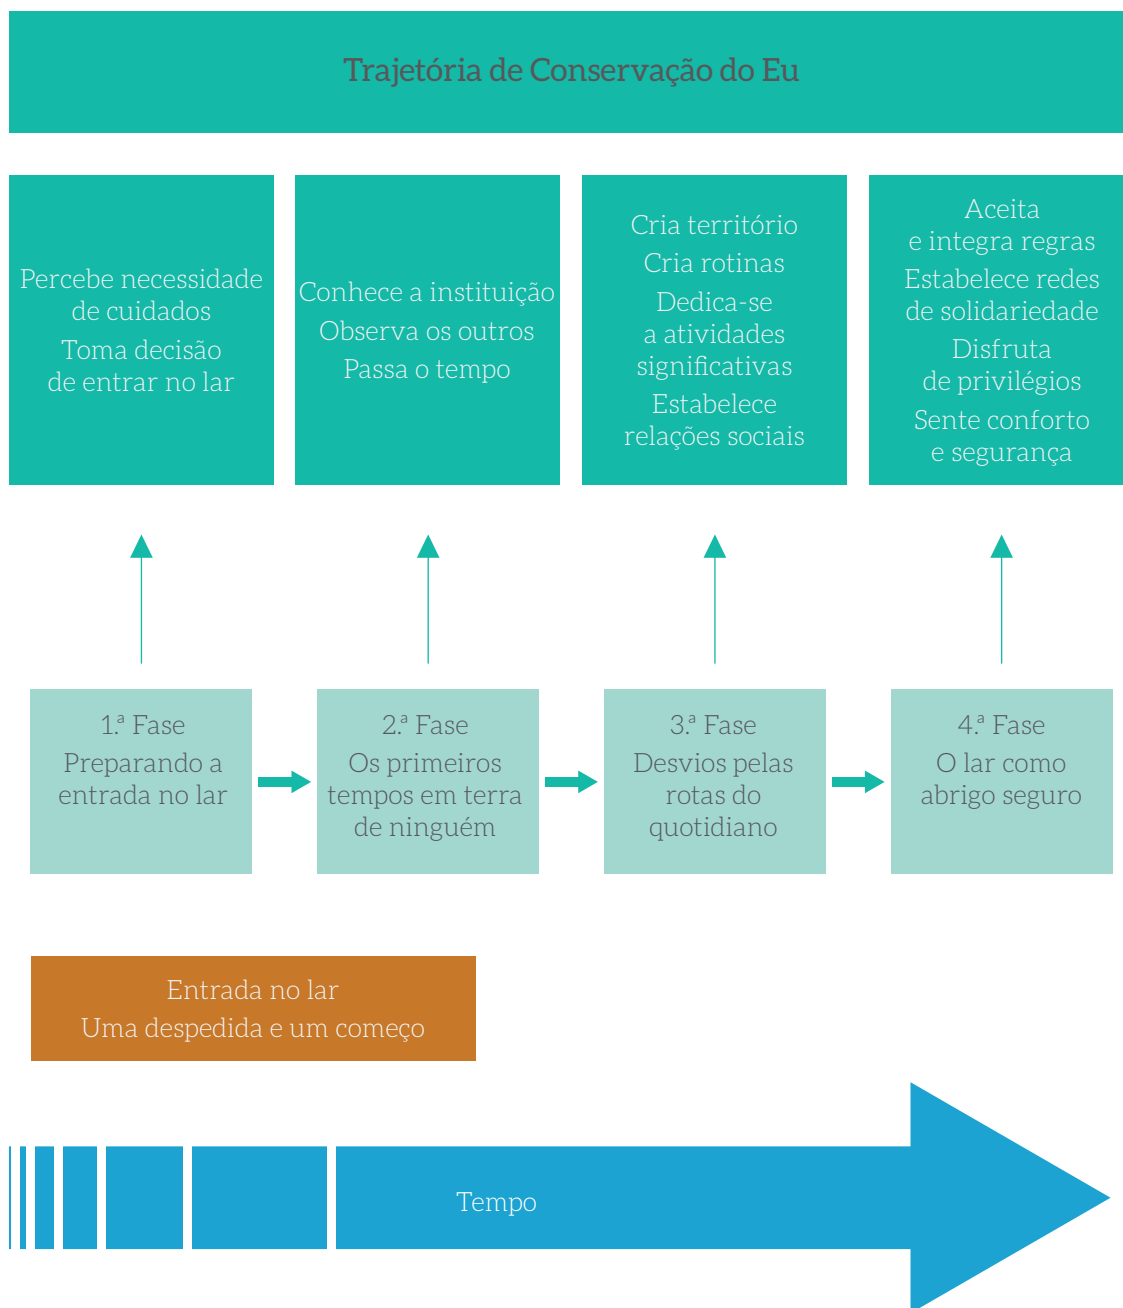 Trajetória de Conservação do Eu
Percebe necessidade
de cuidados
Toma decisão
de entrar no lar
Conhece a instituição
Observa os outros
Passa o tempo
Cria território
Cria rotinas
Dedica-se
a atividades
significativas
Estabelece
relações sociais
Aceita
e integra regras
Estabelece redes
de solidariedade
Disfruta
de privilégios
Sente conforto
e segurança
1.ª Fase
Preparando a
entrada no lar
2.ª Fase
Os primeiros
tempos em terra
de ninguém
3.ª Fase
Desvios pelas
rotas do
quotidiano
4.ª Fase
O lar como
abrigo seguro
Entrada no lar
Uma despedida e um começo
Tempo